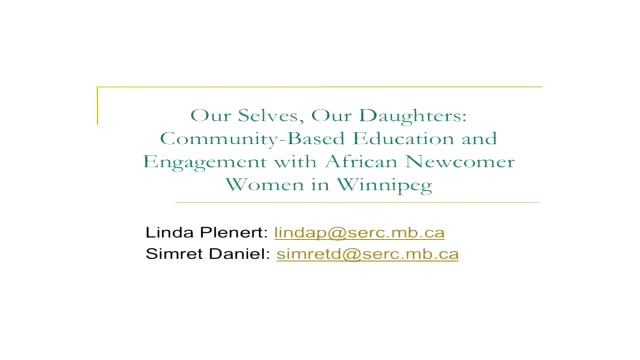 Our Selves, Our Daughters:
Community-Based Education and
Engagement with African Newcomer
Women in Winnipeg
Linda Plenert: lindap@serc.mb.ca
Simret Daniel: simretd@serc.mb.ca